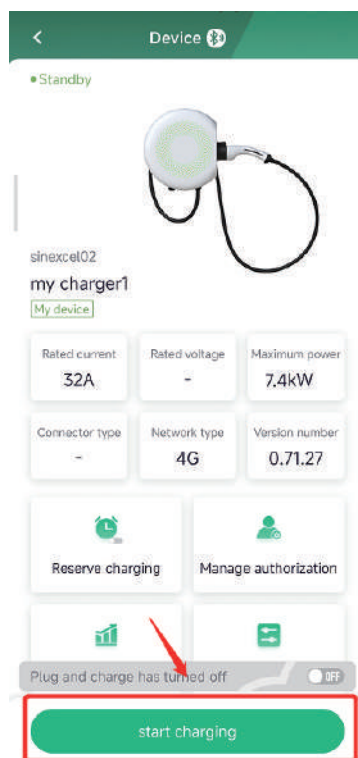 Device
Standby
sinexcel02
my charger1
My device
Rated current
Rated voltage
Maximum power
32A
-
7.4kW
Connector type
Network type
Version number
-
4G
0.71.27
Reserve charging
Manage authorization
Plug and charge has turned off
OFF
start charging